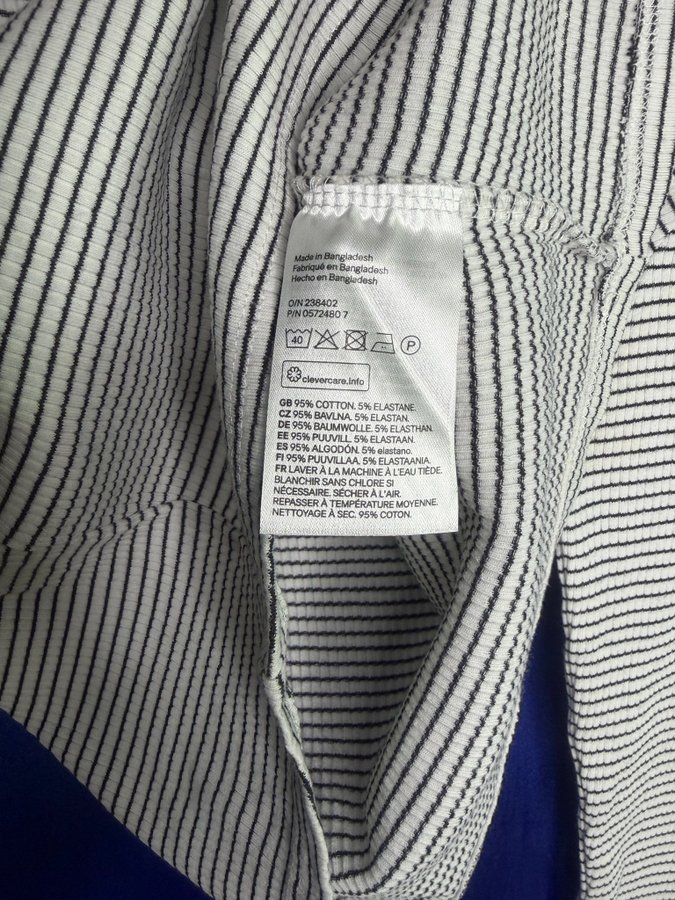 Made in Bangladesh
Fabriqué en Bangladesh
Hecho en Bangladesh
O/N 238402
P/N 0572480 7
40 P
clevercare.info
GB 95% COTTON. 5% ELASTANE.
CZ 95% BAVLNA. 5% ELASTAN.
DE 95% BAUMWOLLE. 5% ELASTHAN.
EE 95% PUUVILL. 5% ELASTAAN.
ES 95% ALGODÓN. 5% ELASTANO.
FI 95% PUUVILLAA. 5% ELASTAANIA.
FR LAVER À LA MACHINE À L'EAU TIÈDE.
BLANCHIR SANS CHLORE SI
NÉCESSAIRE. SÉCHER À L'AIR.
REPASSER À TEMPÉRATURE MOYENNE.
NETTOYAGE À SEC. 95% COTON.